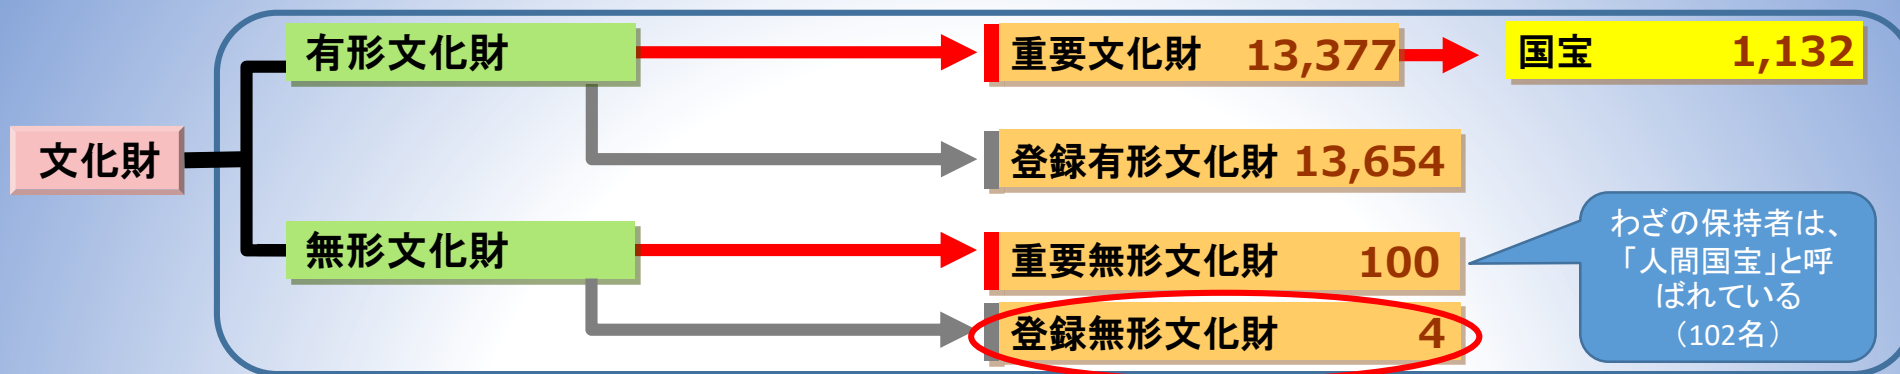 文化財
有形文化財
重要文化財 13,377
国宝 1,132
登録有形文化財 13,654
無形文化財
重要無形文化財 100
登録無形文化財 4
わざの保持者は、
「人間国宝」と呼
ばれている
（102名）